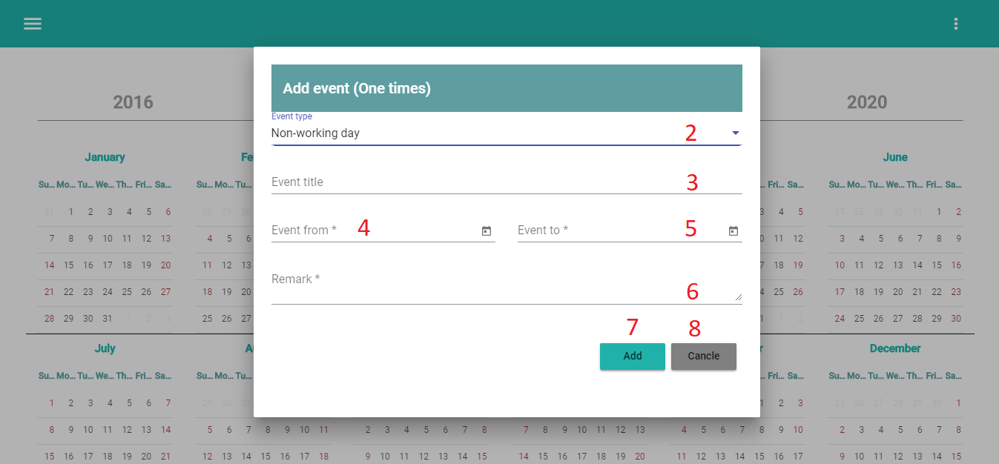 Add event (One times)
2016
2020
Event type
Non-working day 2
January Fe June
Su... Mo... Tu... We... Th... Fri... Sa... Su... Mo... Tu... Fri... Sa... Su... Mo... Tu... We... Th... Fri... Sa...
Event title 3
31 1 2 3 4 5 6 28 29 30 3 4 5 27 28 29 30 31 1 2
Event from * 4 Event to * 5
7 8 9 10 11 12 13 4 5 6 0 11 12 3 4 5 6 7 8 9
14 15 16 17 18 19 20 11 12 13 7 18 19 10 11 12 13 14 15 16
Remark *
21 22 23 24 25 26 27 18 19 20 4 25 26 17 18 19 20 21 22 23
6
28 29 30 31 1 2 3 25 26 27 1 1 2 24 25 26 27 28 29 30
7 8
July A r December
Add Cancle
Su... Mo... Tu... We... Th... Fri... Sa... Su... Mo... Tu... Fri... Sa... Su... Mo... Tu... We... Th... Fri... Sa...
1 2 3 4 5 6 7 29 30 31 1 2 3 25 26 27 28 29 30 1
8 9 10 11 12 13 14 5 6 7 8 9 10 11 2 3 4 5 6 7 8 7 8 9 10 11 12 13 4 5 6 7 8 9 10 2 3 4 5 6 7 8
15 16 17 18 19 20 21 12 13 14 15 16 17 18 9 10 11 12 13 14 15 14 15 16 17 18 19 20 11 12 13 14 15 16 17 9 10 11 12 13 14 15